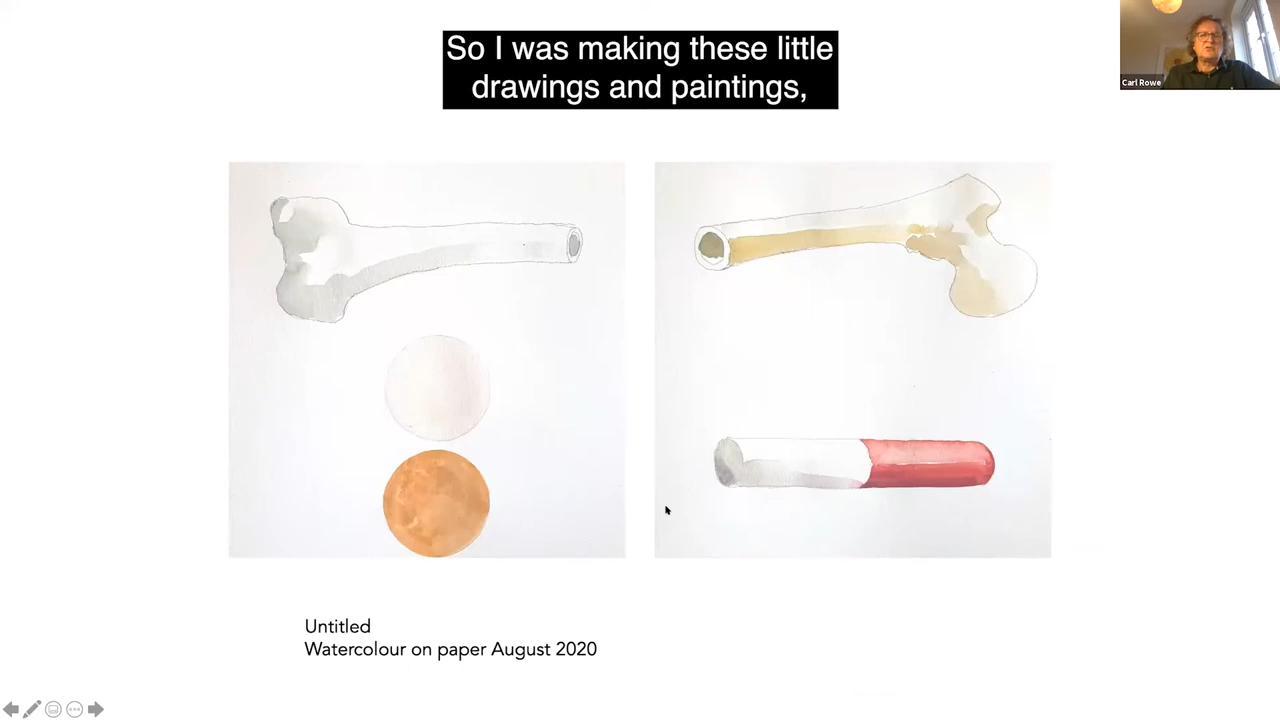 So I was making these little
drawings and paintings,
Carl Rowe
Untitled
Watercolour on paper August 2020